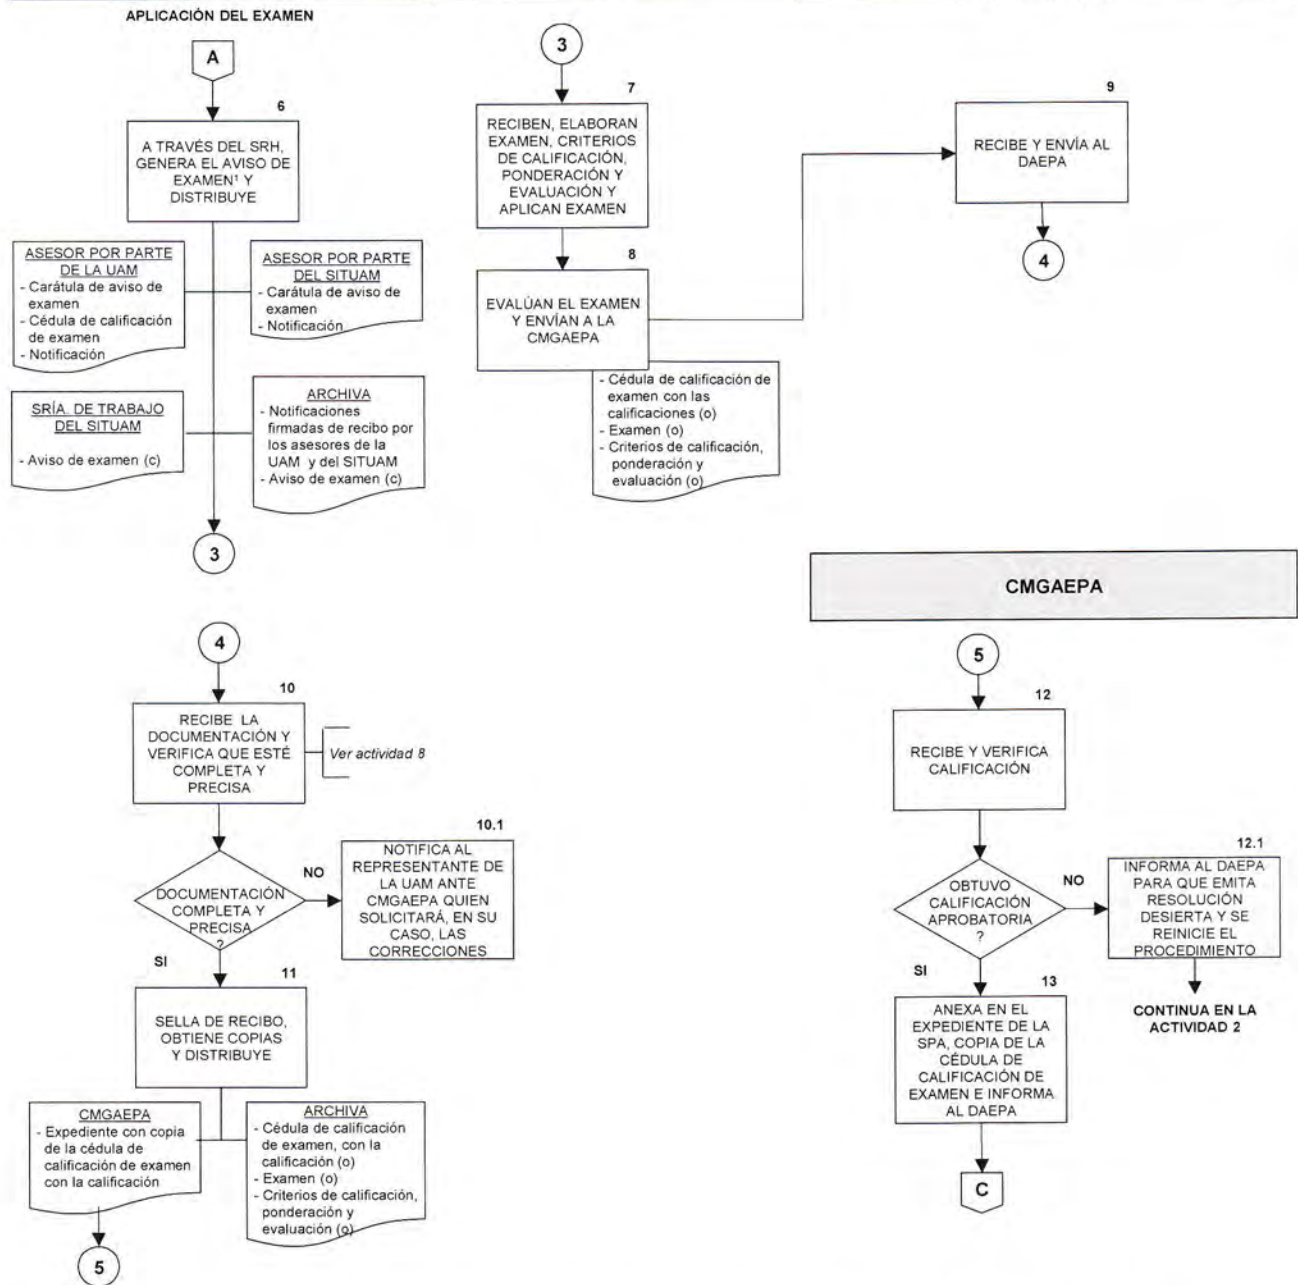 APLICACIÓN DEL EXAMEN
A
6
A TRAVÉS DEL SRH,
GENERA EL AVISO DE
EXAMEN¹ Y
DISTRIBUYE
ASESOR POR PARTE
DE LA UAM
- Carátula de aviso de
examen
- Cédula de calificación
de examen
- Notificación
ASESOR POR PARTE
DEL SITUAM
- Carátula de aviso de
examen
- Notificación
SRÍA. DE TRABAJO
DEL SITUAM
- Aviso de examen (c)
ARCHIVA
- Notificaciones
firmadas de recibo por
los asesores de la
UAM y del SITUAM
- Aviso de examen (c)
3
3
7
RECIBEN, ELABORAN
EXAMEN, CRITERIOS
DE CALIFICACIÓN,
PONDERACIÓN Y
EVALUACIÓN Y
APLICAN EXAMEN
8
EVALÚAN EL EXAMEN
Y ENVÍAN A LA
CMGAEPA
- Cédula de calificación de
examen con las
calificaciones (o)
- Examen (o)
- Criterios de calificación,
ponderación y
evaluación (o)
9
RECIBE Y ENVÍA AL
DAEPA
4
4
10
RECIBE LA
DOCUMENTACIÓN Y
VERIFICA QUE ESTÉ
COMPLETA Y
PRECISA
Ver actividad 8
DOCUMENTACIÓN
COMPLETA Y
PRECISA
?
NO
10.1
NOTIFICA AL
REPRESENTANTE DE
LA UAM ANTE
CMGAEPA QUIEN
SOLICITARÁ, EN SU
CASO, LAS
CORRECCIONES
SI
11
SELLA DE RECIBO,
OBTIENE COPIAS
Y DISTRIBUYE
CMGAEPA
- Expediente con copia
de la cédula de
calificación de examen
con la calificación
ARCHIVA
- Cédula de calificación
de examen, con la
calificación (o)
- Examen (o)
- Criterios de calificación,
ponderación y
evaluación (o)
5
CMGAEPA
5
12
RECIBE Y VERIFICA
CALIFICACIÓN
OBTUVO
CALIFICACIÓN
APROBATORIA
?
NO
12.1
INFORMA AL DAEPA
PARA QUE EMITA
RESOLUCIÓN
DESIERTA Y SE
REINICIE EL
PROCEDIMIENTO
CONTINUA EN LA
ACTIVIDAD 2
SI
13
ANEXA EN EL
EXPEDIENTE DE LA
SPA, COPIA DE LA
CÉDULA DE
CALIFICACIÓN DE
EXAMEN E INFORMA
AL DAEPA
C